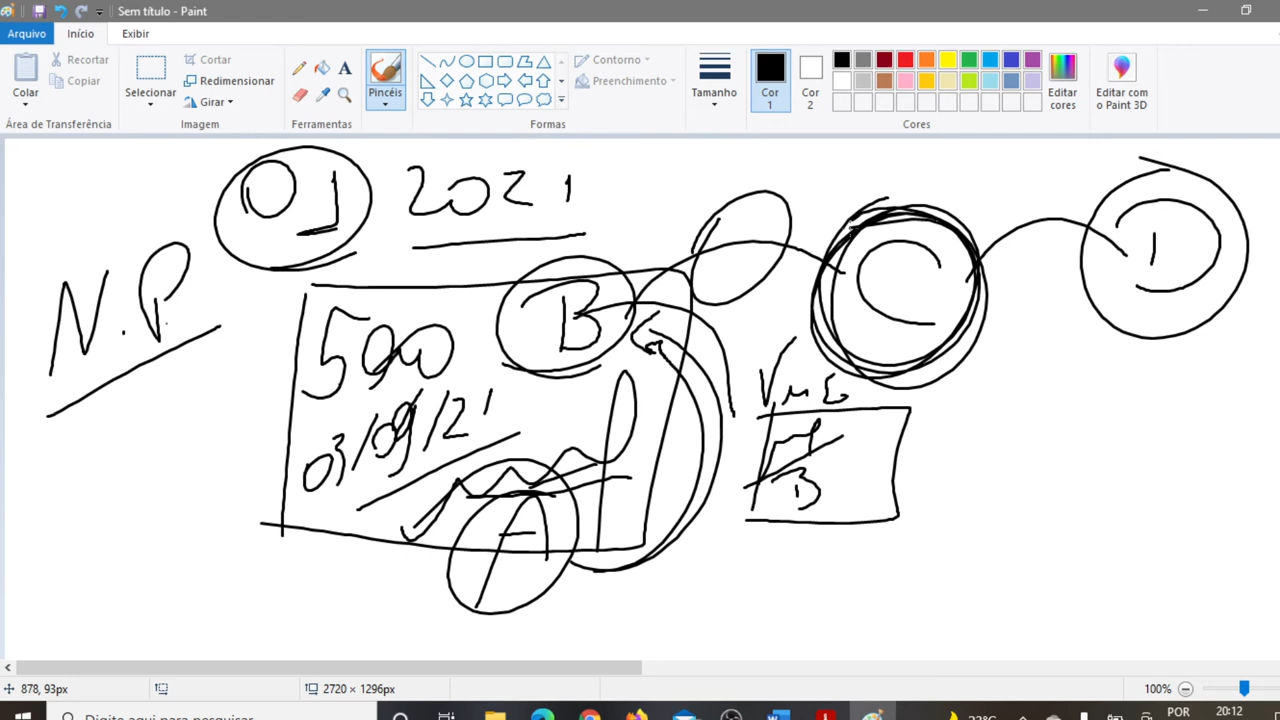 Sem título - Paint
Arquivo Início Exibir
Colar Recortar Copiar
Selecionar Cortar Redimensionar Girar
A
Pincéis
Contorno
Preenchimento
Tamanho
Cor 1
Cor 2
Editar cores
Editar com o Paint 3D
Área de Transferência Imagem Ferramentas Formas Cores
01 2021
N.P
500
03/09/21
B
C
D
A
B
878, 93px 2720 × 1296px 100%
Digite aqui para pesquisar
22°C POR 20:12